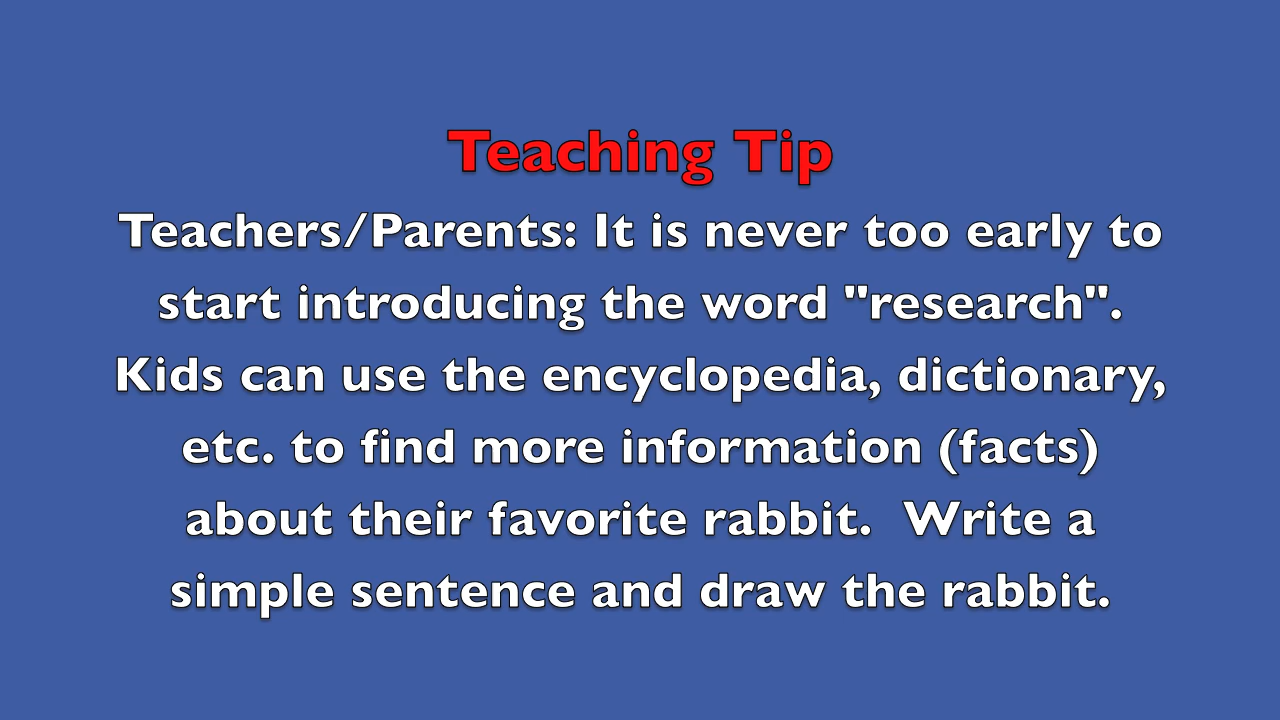 Teaching Tip
Teachers/Parents: It is never too early to
start introducing the word "research".
Kids can use the encyclopedia, dictionary,
etc. to find more information (facts)
about their favorite rabbit.  Write a
simple sentence and draw the rabbit.